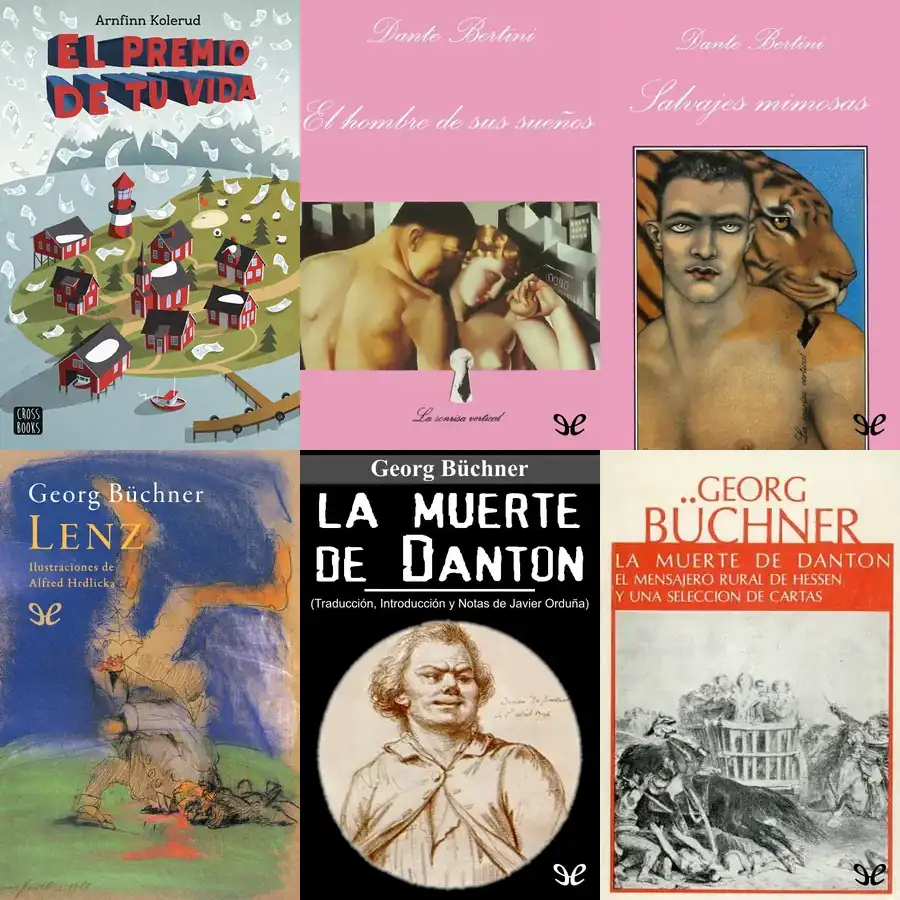 Arnfinn Kolerud
EL PREMIO
DE TU VIDA
CROSS
BOOKS
Dante Bertini
El hombre de sus sueños
La sonrisa vertical
Dante Bertini
Salvajes mimosas
La sonrisa vertical
Georg Büchner
LENZ
Ilustraciones de
Alfred Hrdlicka
Georg Büchner
LA MUERTE
DE DANTON
(Traducción, Introducción y Notas de Javier Orduña)
GEORG
BÜCHNER
LA MUERTE DE DANTON
EL MENSAJERO RURAL DE HESSEN
Y UNA SELECCION DE CARTAS